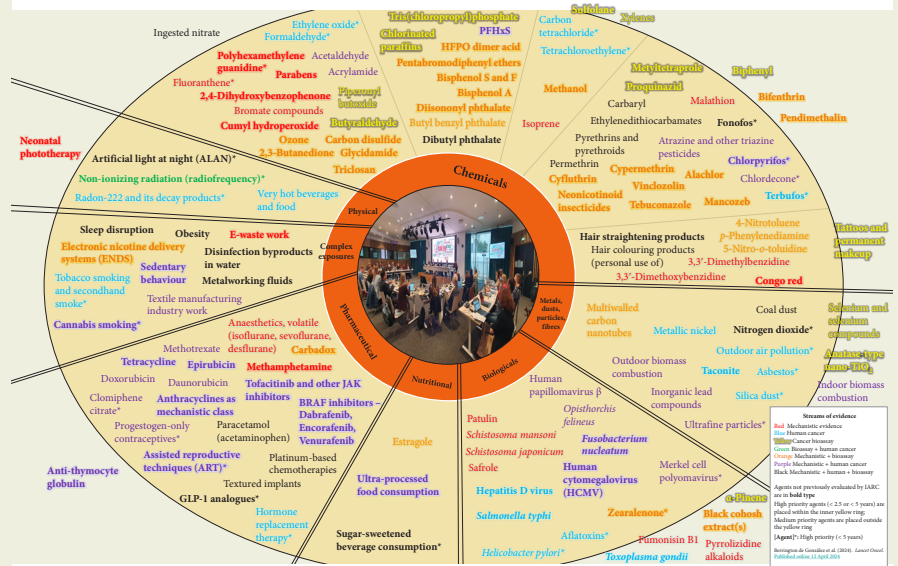 Ingested nitrate
Ethylene oxide*
Formaldehyde*
Polyhexamethylene
guanidine*
Acetaldehyde
Fluoranthene*
Parabens
Acrylamide
2,4-Dihydroxybenzophenone
Piperonyl
butoxide
Bromate compounds
Cumyl hydroperoxide
Butyraldehyde
Ozone
Carbon disulfide
2,3-Butanedione
Glycidamide
Triclosan
Tris(chloropropyl)phosphate
Chlorinated
paraffins
PFHxS
HFPO dimer acid
Pentabromodiphenyl ethers
Bisphenol S and F
Bisphenol A
Diisononyl phthalate
Butyl benzyl phthalate
Dibutyl phthalate
Sulfolane
Xylenes
Carbon
tetrachloride*
Tetrachloroethylene*
Methanol
Isoprene
Metyltetraprole
Proquinazid
Biphenyl
Carbaryl
Malathion
Bifenthrin
Ethylenedithiocarbamates
Fonofos*
Pendimethalin
Pyrethrins and
pyrethroids
Atrazine and other triazine
pesticides
Permethrin
Chlorpyrifos*
Cyfluthrin
Cypermethrin
Alachlor
Chlordecone*
Vinclozolin
Neonicotinoid
insecticides
Terbufos*
Tebuconazole
Mancozeb
Hair straightening products
Hair colouring products
(personal use of)
4-Nitrotoluene
p-Phenylenediamine
5-Nitro-o-toluidine
3,3′-Dimethylbenzidine
3,3′-Dimethoxybenzidine
Congo red
Tattoos and
permanent
makeup
Chemicals
Neonatal
phototherapy
Artificial light at night (ALAN)*
Non-ionizing radiation (radiofrequency)*
Radon-222 and its decay products*
Very hot beverages
and food
Physical
Sleep disruption
Obesity
E-waste work
Electronic nicotine delivery
systems (ENDS)
Disinfection byproducts
in water
Sedentary
behaviour
Tobacco smoking
and secondhand
smoke*
Metalworking fluids
Textile manufacturing
industry work
Cannabis smoking*
Complex
exposures
Metals,
dusts,
particles,
fibres
Multiwalled
carbon
nanotubes
Coal dust
Selenium and
selenium
compounds
Metallic nickel
Nitrogen dioxide*
Outdoor air pollution*
Anatase-type
nano-TiO2
Outdoor biomass
combustion
Taconite
Asbestos*
Indoor biomass
combustion
Inorganic lead
compounds
Silica dust*
Ultrafine particles*
Pharmaceutical
Anaesthetics, volatile
(isoflurane, sevoflurane,
desflurane)
Methotrexate
Carbadox
Tetracycline
Epirubicin
Methamphetamine
Doxorubicin
Daunorubicin
Tofacitinib and other JAK
inhibitors
Clomiphene
citrate*
Anthracyclines as
mechanistic class
BRAF inhibitors –
Dabrafenib,
Encorafenib,
Venurafenib
Progestogen-only
contraceptives*
Paracetamol
(acetaminophen)
Assisted reproductive
techniques (ART)*
Platinum-based
chemotherapies
Anti-thymocyte
globulin
Textured implants
GLP-1 analogues*
Hormone
replacement
therapy*
Nutritional
Estragole
Ultra-processed
food consumption
Sugar-sweetened
beverage consumption*
Biologicals
Human
papillomavirus β
Patulin
Opisthorchis
felineus
Schistosoma mansoni
Schistosoma japonicum
Fusobacterium
nucleatum
Safrole
Human
cytomegalovirus
(HCMV)
Merkel cell
polyomavirus*
Hepatitis D virus
Salmonella typhi
Zearalenone*
α-Pinene
Black cohosh
extract(s)
Aflatoxins*
Fumonisin B1
Pyrrolizidine
alkaloids
Helicobacter pylori*
Toxoplasma gondii
Streams of evidence
Red Mechanistic evidence
Blue Human cancer
Yellow Cancer bioassay
Green Bioassay + human cancer
Orange Mechanistic + bioassay
Purple Mechanistic + human cancer
Black Mechanistic + human + bioassay
Agents not previously evaluated by IARC
are in bold type
High priority agents (< 2.5 or < 5 years) are
placed within the inner yellow ring;
Medium priority agents are placed outside
the yellow ring
[Agent]*: High priority (< 5 years)
Berrington de González et al. (2024). Lancet Oncol.
Published online 12 April 2024